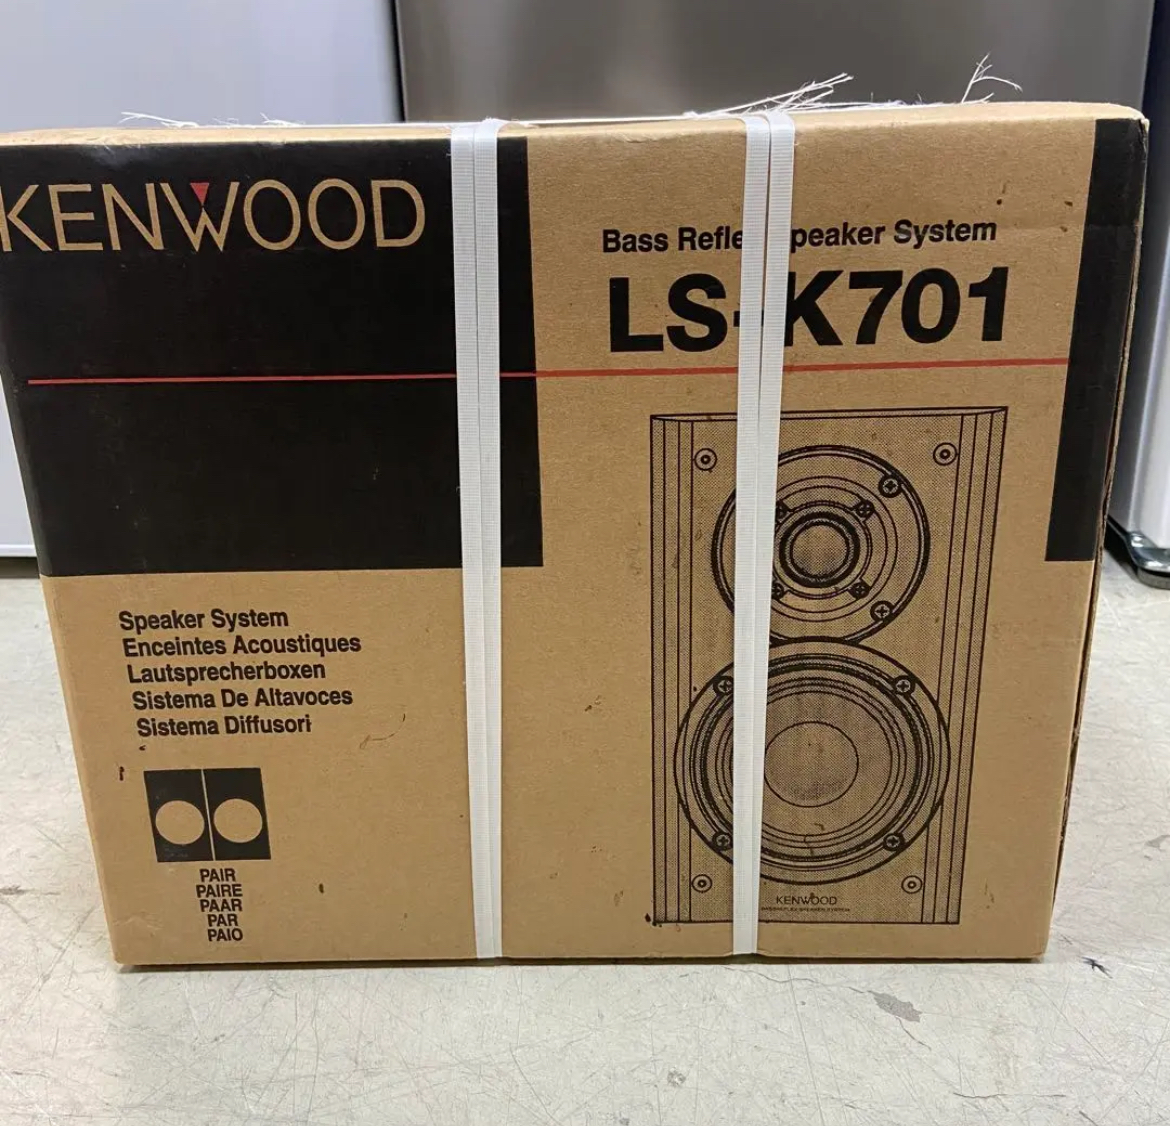 KENWOOD
Bass Refle peaker System
LS-K701
Speaker System
Enceintes Acoustiques
Lautsprecherboxen
Sistema De Altavoces
Sistema Diffusori
PAIR
PAIRE
PAAR
PAR
PAIO
KENWOOD